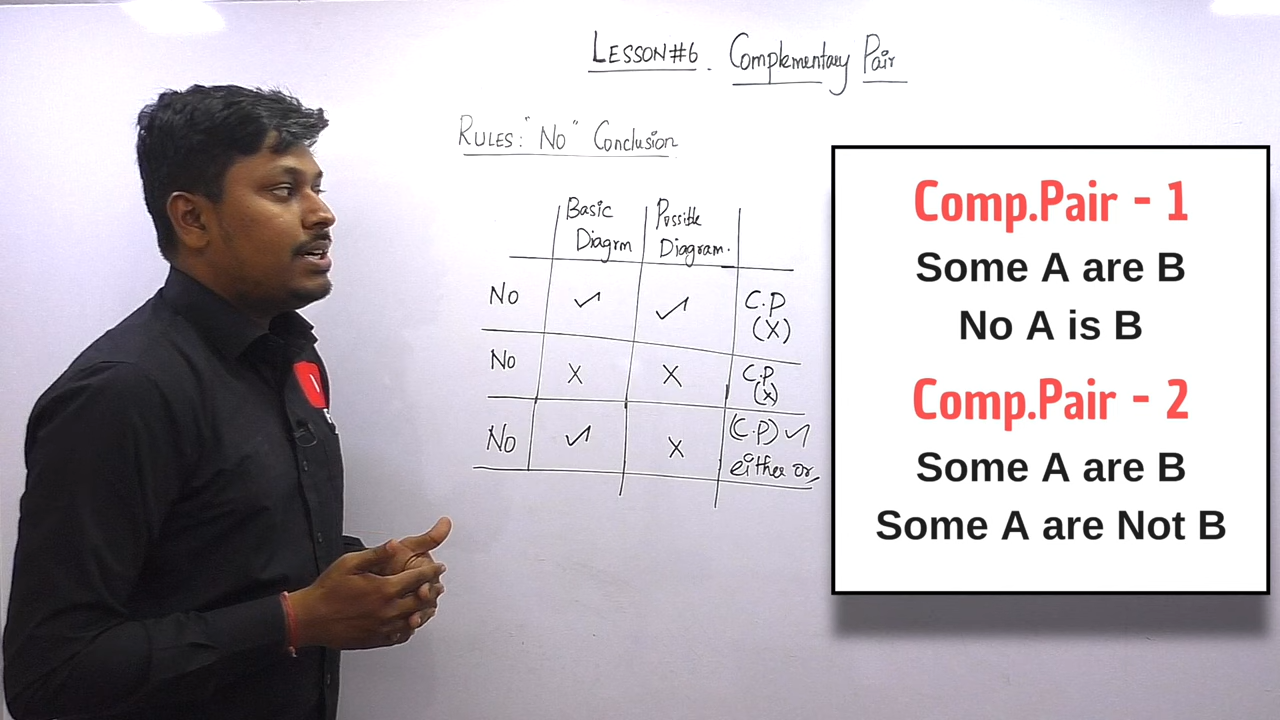 LESSON#6. Complementary Pair
RULES: "No" Conclusion
Basic Diagrm
Possible Diagram.
No ✓ ✓ C.P (X)
No X X C.P (X)
No ✓ X (C.P) ✓ either or
Comp.Pair - 1
Some A are B
No A is B
Comp.Pair - 2
Some A are B
Some A are Not B